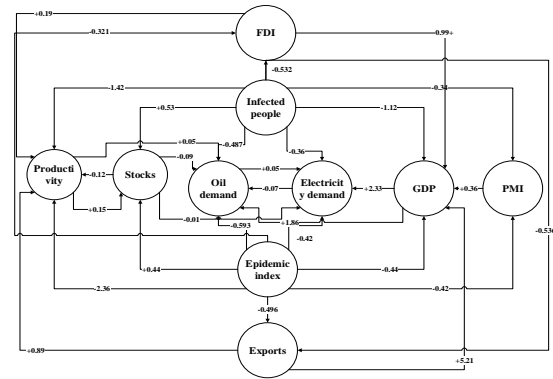 +0.19
-0.321
FDI
0.99+
-0.532
-1.42
-0.34
Infected
people
+0.53
-1.12
+0.05
-0.487
-0.36
-0.09
Producti
vity
-0.12
Stocks
Oil
demand
+0.05
-0.07
Electricit
y demand
+2.33
GDP
+0.36
PMI
+0.15
-0.01
+1.86
-0.593
-0.42
-0.536
Epidemic
index
+0.44
-0.44
-2.36
-0.42
-0.496
+0.89
Exports
+5.21